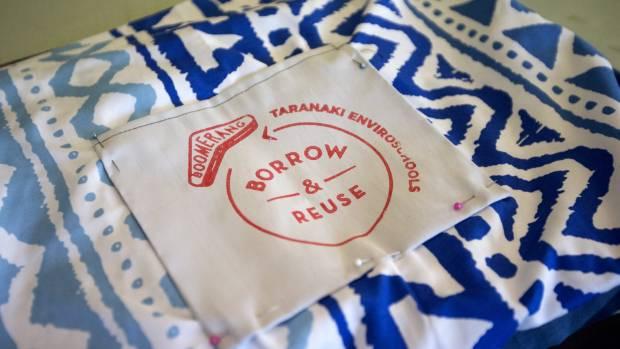 BOOMERANG
TARANAKI ENVIROSCHOOLS
BORROW
&
REUSE